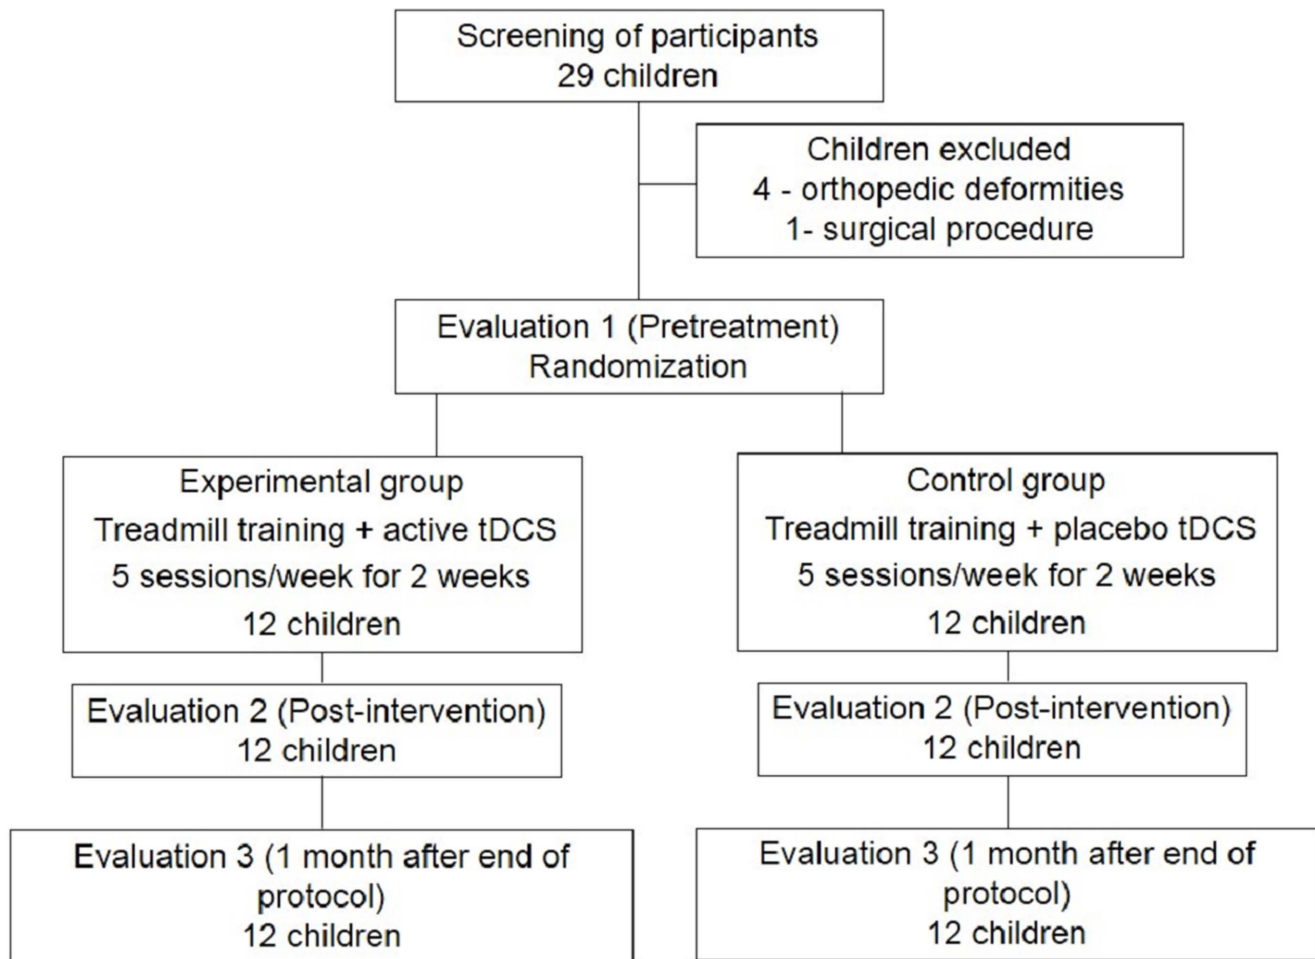 Screening of participants
29 children
Children excluded
4 - orthopedic deformities
1- surgical procedure
Evaluation 1 (Pretreatment)
Randomization
Experimental group
Treadmill training + active tDCS
5 sessions/week for 2 weeks
12 children
Control group
Treadmill training + placebo tDCS
5 sessions/week for 2 weeks
12 children
Evaluation 2 (Post-intervention)
12 children
Evaluation 2 (Post-intervention)
12 children
Evaluation 3 (1 month after end of
protocol)
12 children
Evaluation 3 (1 month after end of
protocol)
12 children